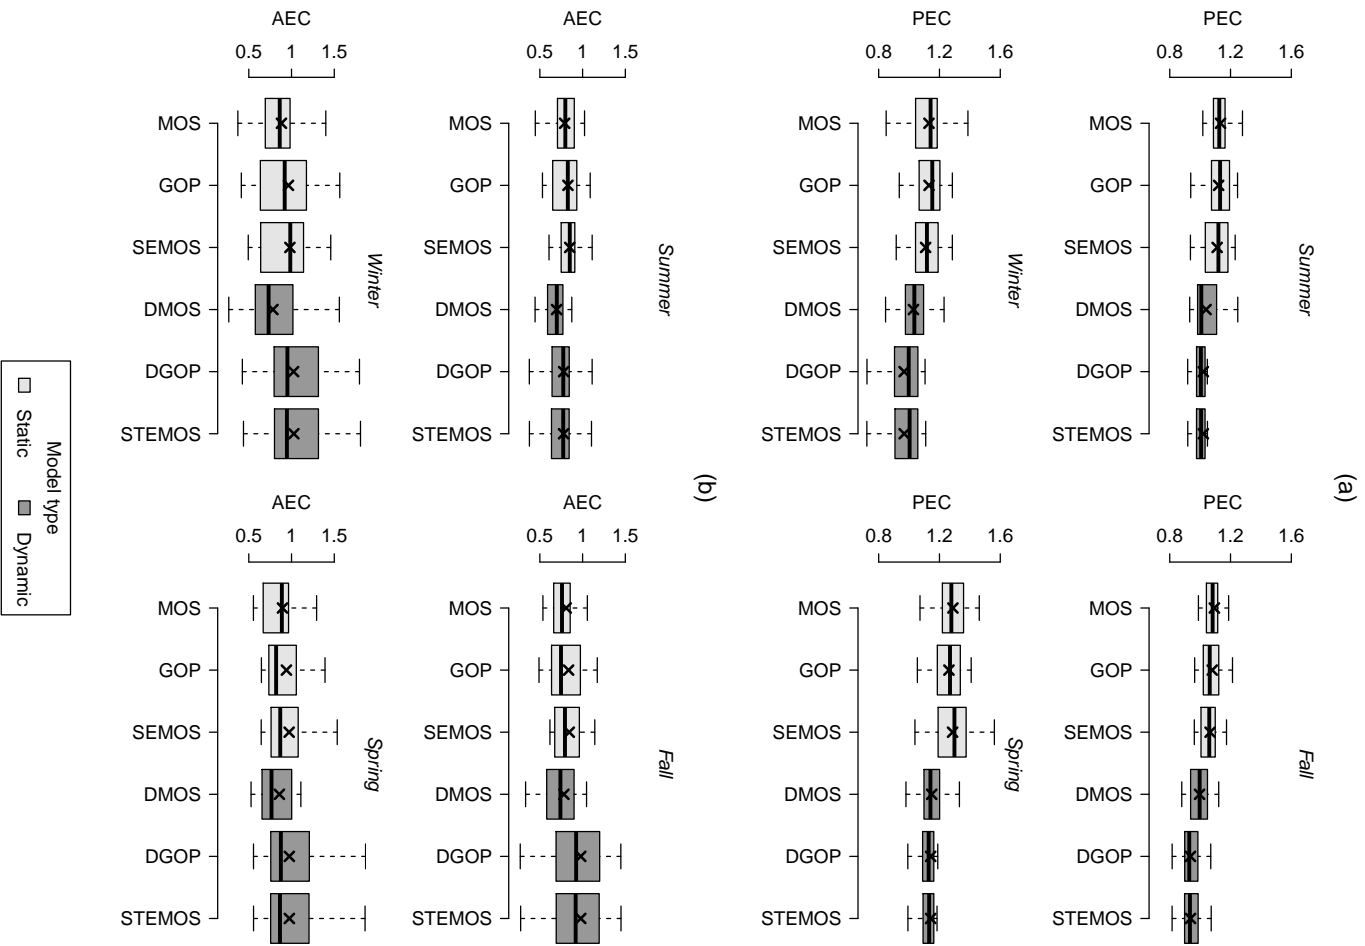 (a)
Summer
PEC
0.8 1.2 1.6
MOS
GOP
SEMOS
DMOS
DGOP
STEMOS
Fall
PEC
0.8 1.2 1.6
MOS
GOP
SEMOS
DMOS
DGOP
STEMOS
Winter
PEC
0.8 1.2 1.6
MOS
GOP
SEMOS
DMOS
DGOP
STEMOS
Spring
PEC
0.8 1.2 1.6
MOS
GOP
SEMOS
DMOS
DGOP
STEMOS
(b)
Summer
AEC
0.5 1 1.5
MOS
GOP
SEMOS
DMOS
DGOP
STEMOS
Fall
AEC
0.5 1 1.5
MOS
GOP
SEMOS
DMOS
DGOP
STEMOS
Winter
AEC
0.5 1 1.5
MOS
GOP
SEMOS
DMOS
DGOP
STEMOS
Spring
AEC
0.5 1 1.5
MOS
GOP
SEMOS
DMOS
DGOP
STEMOS
Model type
Static Dynamic